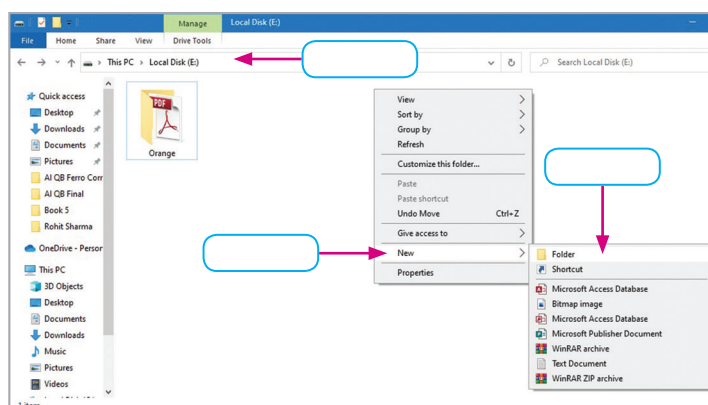 Manage Local Disk (E:)
File Home Share View Drive Tools
This PC > Local Disk (E:) Search Local Disk (E:)
Quick access
Desktop
Downloads
Documents
Pictures
AI QB Ferro Corr
AI QB Final
Book 5
Rohit Sharma
OneDrive - Person
This PC
3D Objects
Desktop
Documents
Downloads
Music
Pictures
Videos
PDF
Orange
View
Sort by
Group by
Refresh
Customize this folder...
Paste
Paste shortcut
Undo Move Ctrl+Z
Give access to
New
Properties
Folder
Shortcut
Microsoft Access Database
Bitmap image
Microsoft Access Database
Microsoft Publisher Document
WinRAR archive
Text Document
WinRAR ZIP archive